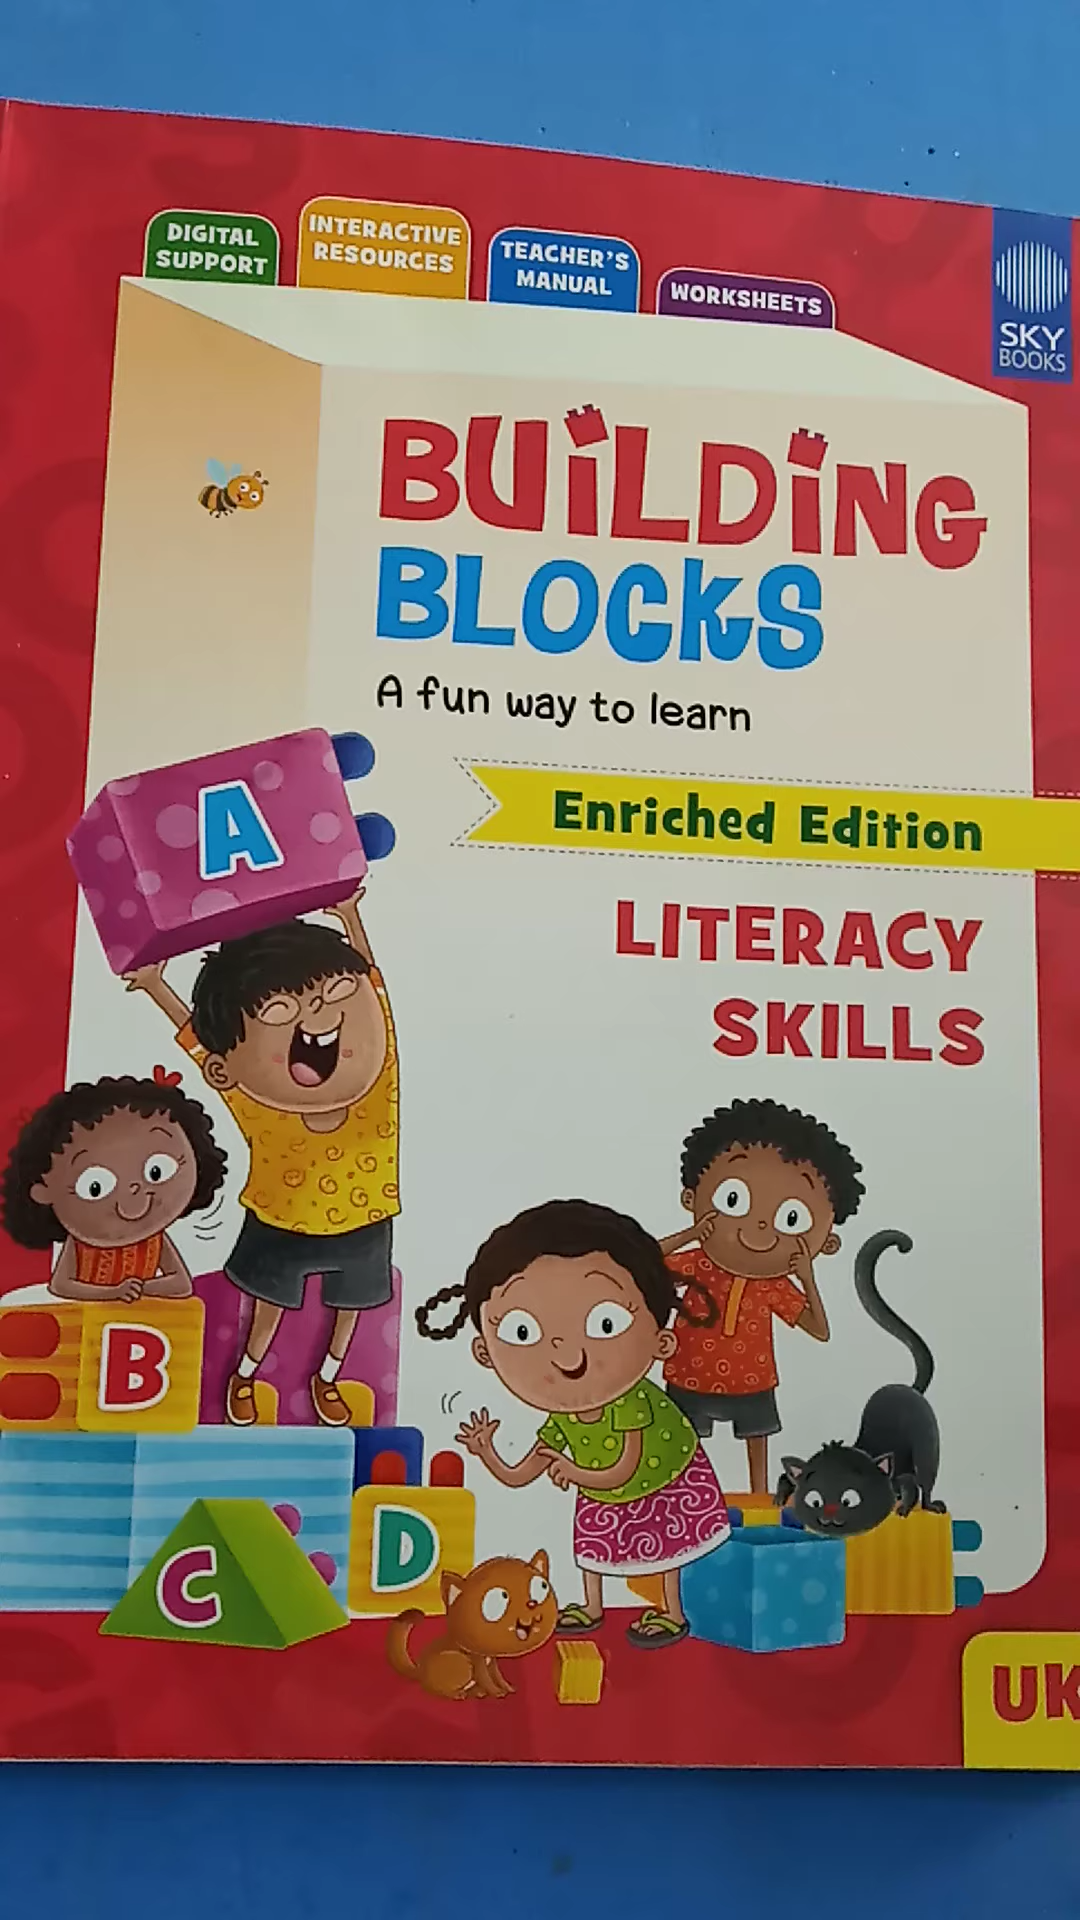 DIGITAL
SUPPORT
INTERACTIVE
RESOURCES
TEACHER'S
MANUAL
WORKSHEETS
SKY
BOOKS
BUILDING
BLOCKS
A fun way to learn
Enriched Edition
LITERACY
SKILLS
A
B
C
D
UK